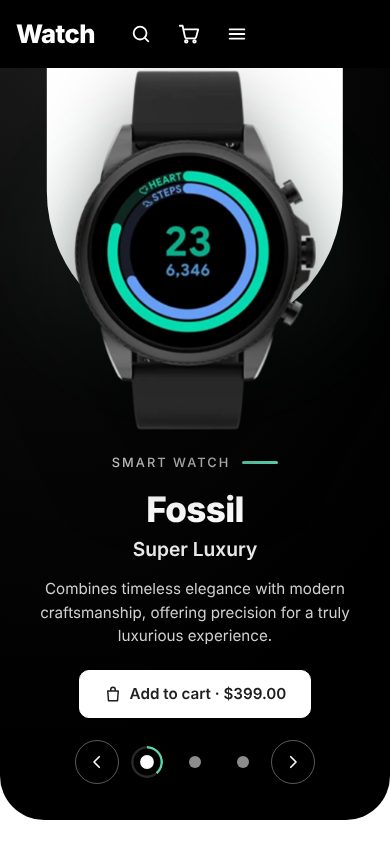 Watch
HEART
STEPS
23
6,346
SMART WATCH
Fossil
Super Luxury
Combines timeless elegance with modern
craftsmanship, offering precision for a truly
luxurious experience.
Add to cart · $399.00